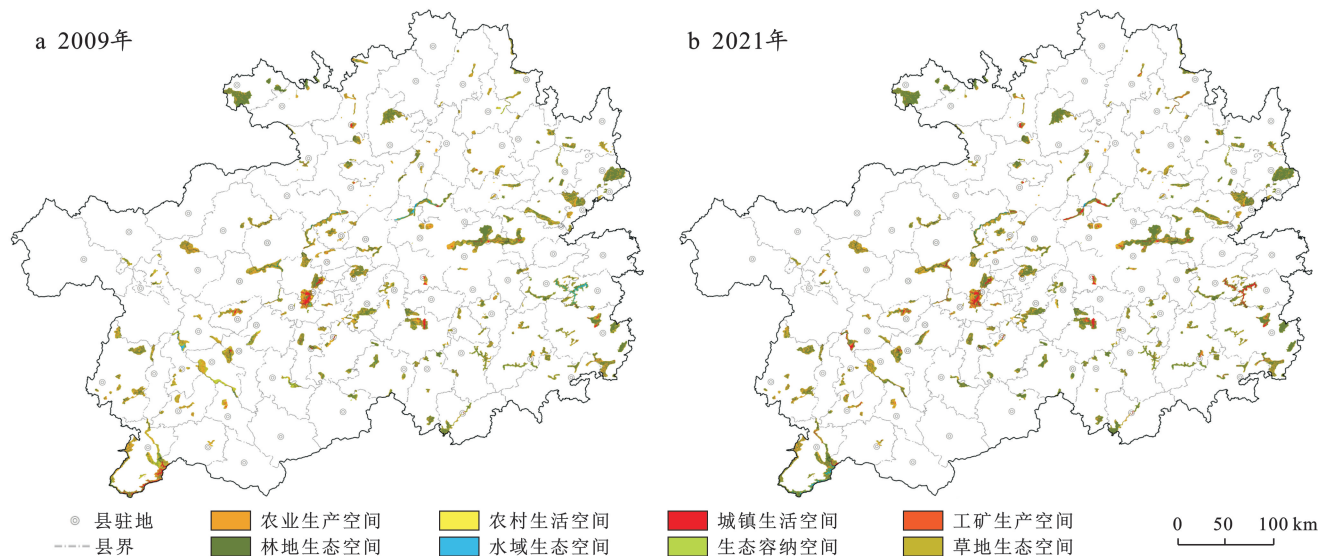 a 2009年
b 2021年
县驻地 农业生产空间 农村生活空间 城镇生活空间 工矿生产空间
县界 林地生态空间 水域生态空间 生态容纳空间 草地生态空间
0 50 100 km